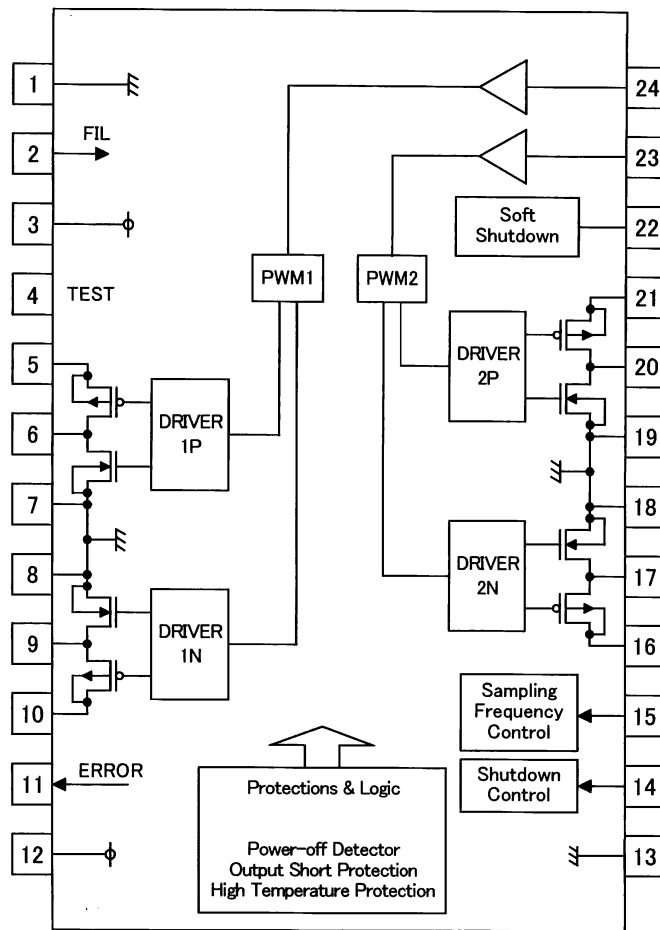 1
24
FIL
2
23
3
Soft
Shutdown
22
PWM1
PWM2
4
TEST
21
5
DRIVER
2P
20
6
DRIVER
1P
19
7
18
8
DRIVER
2N
17
9
DRIVER
1N
16
10
Sampling
Frequency
Control
15
11
ERROR
Protections & Logic
Shutdown
Control
14
12
Power-off Detector
Output Short Protection
High Temperature Protection
13